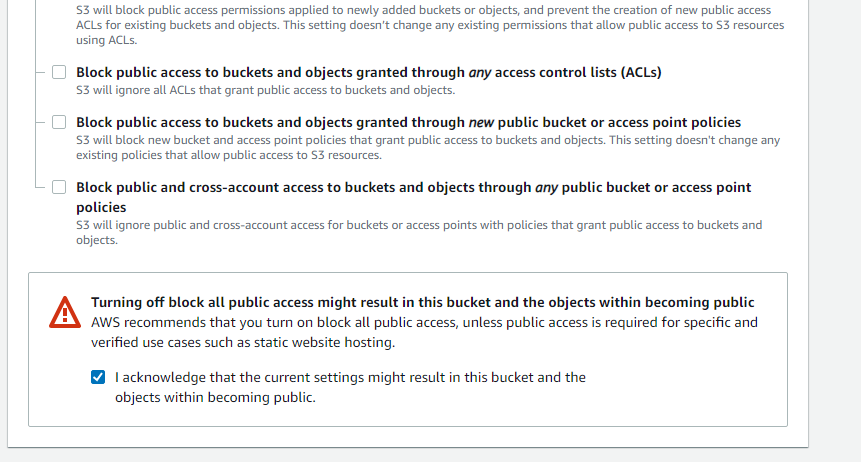 S3 will block public access permissions applied to newly added buckets or objects, and prevent the creation of new public access
ACLs for existing buckets and objects. This setting doesn't change any existing permissions that allow public access to S3 resources
using ACLs.
Block public access to buckets and objects granted through any access control lists (ACLs)
S3 will ignore all ACLs that grant public access to buckets and objects.
Block public access to buckets and objects granted through new public bucket or access point policies
S3 will block new bucket and access point policies that grant public access to buckets and objects. This setting doesn't change any
existing policies that allow public access to S3 resources.
Block public and cross-account access to buckets and objects through any public bucket or access point
policies
S3 will ignore public and cross-account access for buckets or access points with policies that grant public access to buckets and
objects.
Turning off block all public access might result in this bucket and the objects within becoming public
AWS recommends that you turn on block all public access, unless public access is required for specific and
verified use cases such as static website hosting.
I acknowledge that the current settings might result in this bucket and the
objects within becoming public.